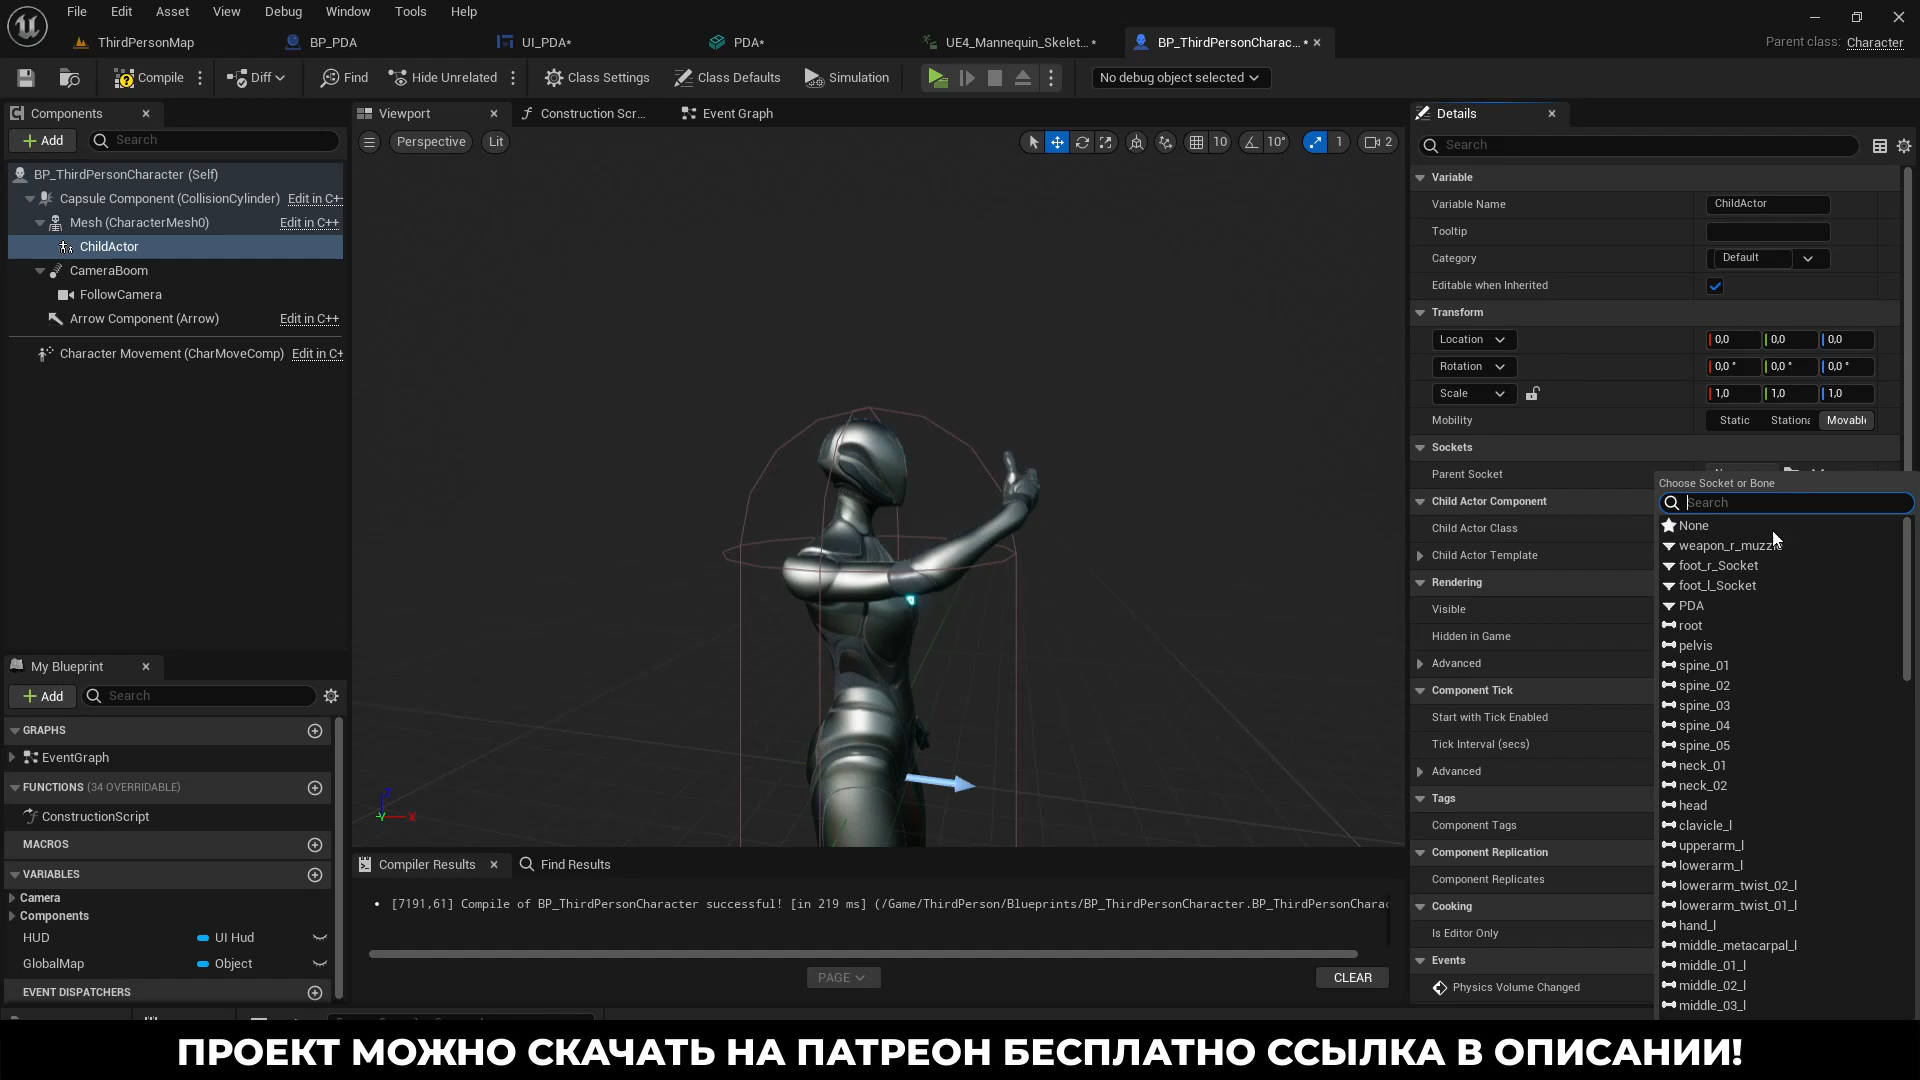 File Edit Asset View Debug Window Tools Help
ThirdPersonMap BP_PDA UI_PDA* PDA* UE4_Mannequin_Skelet... * BP_ThirdPersonCharac... *
Parent class: Character
Compile Diff Find Hide Unrelated Class Settings Class Defaults Simulation No debug object selected
Components
Add Search
BP_ThirdPersonCharacter (Self)
Capsule Component (CollisionCylinder) Edit in C++
Mesh (CharacterMesh0) Edit in C++
ChildActor
CameraBoom
FollowCamera
Arrow Component (Arrow) Edit in C++
Character Movement (CharMoveComp) Edit in C+
My Blueprint
Add Search
GRAPHS
EventGraph
FUNCTIONS (34 OVERRIDABLE)
ConstructionScript
MACROS
VARIABLES
Camera
Components
HUD UI Hud
GlobalMap Object
EVENT DISPATCHERS
Viewport Construction Scr... Event Graph
Perspective Lit 10 10° 1 2
Z
Y X
Compiler Results Find Results
• [7191,61] Compile of BP_ThirdPersonCharacter successful! [in 219 ms] (/Game/ThirdPerson/Blueprints/BP_ThirdPersonCharacter.BP_ThirdPersonCharac
PAGE CLEAR
Details
Search
Variable
Variable Name ChildActor
Tooltip
Category Default
Editable when Inherited
Transform
Location 0,0 0,0 0,0
Rotation 0,0 ° 0,0 ° 0,0 °
Scale 1,0 1,0 1,0
Mobility Static Stationa Movabl
Sockets
Parent Socket
Child Actor Component
Child Actor Class
Child Actor Template
Rendering
Visible
Hidden in Game
Advanced
Component Tick
Start with Tick Enabled
Tick Interval (secs)
Advanced
Tags
Component Tags
Component Replication
Component Replicates
Cooking
Is Editor Only
Events
Physics Volume Changed
Choose Socket or Bone
Search
None
weapon_r_muzzle
foot_r_Socket
foot_l_Socket
PDA
root
pelvis
spine_01
spine_02
spine_03
spine_04
spine_05
neck_01
neck_02
head
clavicle_l
upperarm_l
lowerarm_l
lowerarm_twist_02_l
lowerarm_twist_01_l
hand_l
middle_metacarpal_l
middle_01_l
middle_02_l
middle_03_l
ПРОЕКТ МОЖНО СКАЧАТЬ НА ПАТРЕОН БЕСПЛАТНО ССЫЛКА В ОПИСАНИИ!